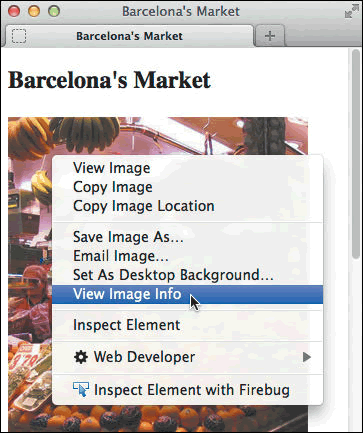 Barcelona's Market
Barcelona's Market
Barcelona's Market
View Image
Copy Image
Copy Image Location
Save Image As...
Email Image...
Set As Desktop Background...
View Image Info
Inspect Element
Web Developer
Inspect Element with Firebug